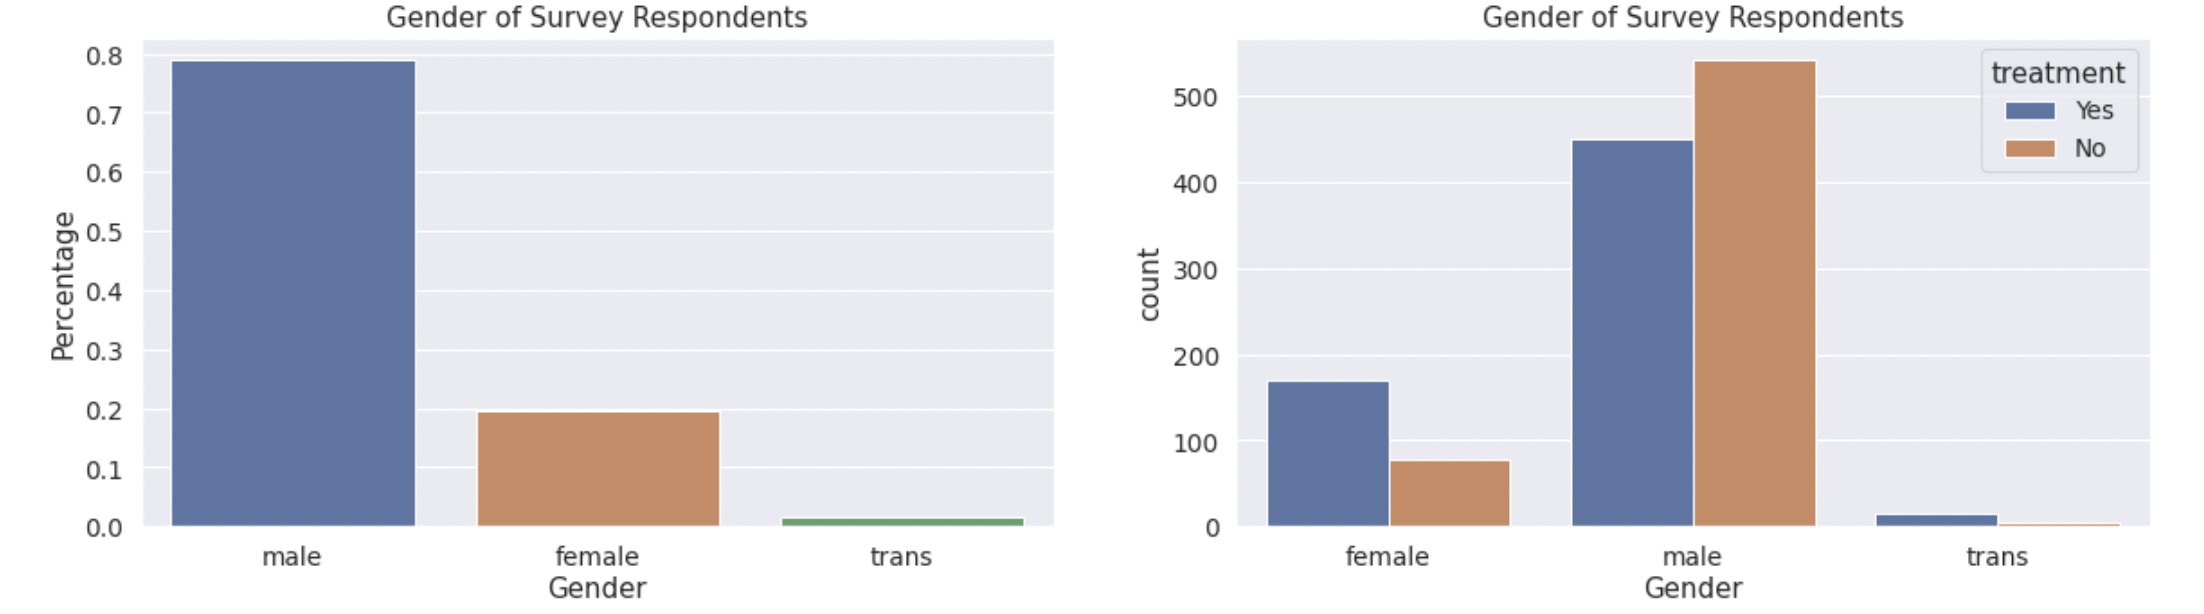 Gender of Survey Respondents
0.8
0.7
0.6
0.5
0.4
0.3
0.2
0.1
0.0
Percentage
male female trans
Gender
Gender of Survey Respondents
treatment
Yes
No
500
400
300
200
100
0
count
female male trans
Gender